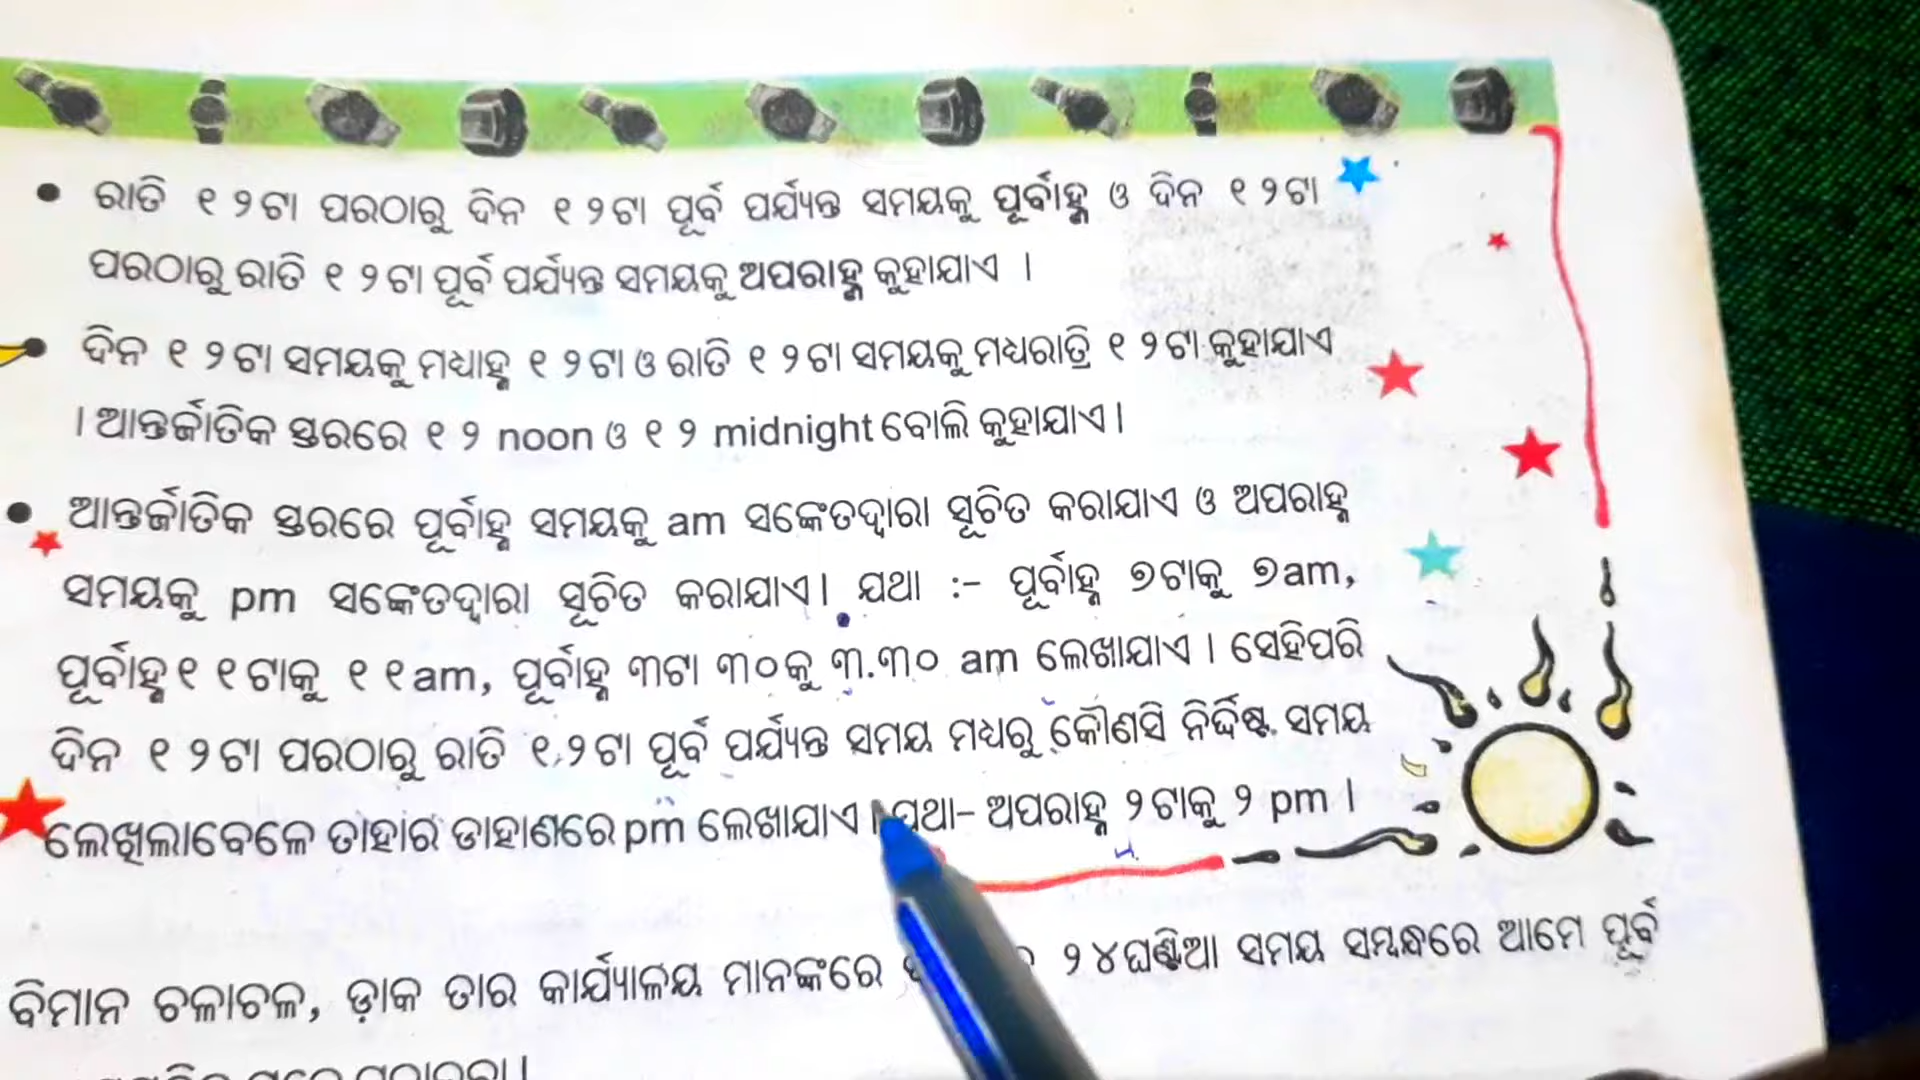 • ରାତି ୧୨ଟା ପରଠାରୁ ଦିନ ୧୨ଟା ପୂର୍ବ ପର୍ଯ୍ୟନ୍ତ ସମୟକୁ ପୂର୍ବାହ୍ନ ଓ ଦିନ ୧୨ଟା
ପରଠାରୁ ରାତି ୧୨ଟା ପୂର୍ବ ପର୍ଯ୍ୟନ୍ତ ସମୟକୁ ଅପରାହ୍ନ କୁହାଯାଏ ।
• ଦିନ ୧୨ଟା ସମୟକୁ ମଧ୍ୟାହ୍ନ ୧୨ଟା ଓ ରାତି ୧୨ଟା ସମୟକୁ ମଧ୍ୟରାତ୍ରି ୧୨ଟା କୁହାଯାଏ
। ଆନ୍ତର୍ଜାତିକ ସ୍ତରରେ ୧୨ noon ଓ ୧୨ midnight ବୋଲି କୁହାଯାଏ।
• ଆନ୍ତର୍ଜାତିକ ସ୍ତରରେ ପୂର୍ବାହ୍ନ ସମୟକୁ am ସଙ୍କେତଦ୍ୱାରା ସୂଚିତ କରାଯାଏ ଓ ଅପରାହ୍ନ
ସମୟକୁ pm ସଙ୍କେତଦ୍ୱାରା ସୂଚିତ କରାଯାଏ। ଯଥା :- ପୂର୍ବାହ୍ନ ୭ଟାକୁ ୭am,
ପୂର୍ବାହ୍ନ ୧୧ଟାକୁ ୧୧am, ପୂର୍ବାହ୍ନ ୩ଟା ୩୦କୁ ୩.୩୦ am ଲେଖାଯାଏ । ସେହିପରି
ଦିନ ୧୨ଟା ପରଠାରୁ ରାତି ୧୨ଟା ପୂର୍ବ ପର୍ଯ୍ୟନ୍ତ ସମୟ ମଧ୍ୟରୁ କୌଣସି ନିର୍ଦ୍ଦିଷ୍ଟ ସମୟ
ଲେଖିଲାବେଳେ ତାହାର ଡାହାଣରେ pm ଲେଖାଯାଏ । ଯଥା- ଅପରାହ୍ନ ୨ଟାକୁ ୨ pm ।
ବିମାନ ଚଳାଚଳ, ଡ଼ାକ ତାର କାର୍ଯ୍ୟାଳୟ ମାନଙ୍କରେ ୨୪ଘଣ୍ଟିଆ ସମୟ ସମ୍ବନ୍ଧରେ ଆମେ ପୂର୍ବ